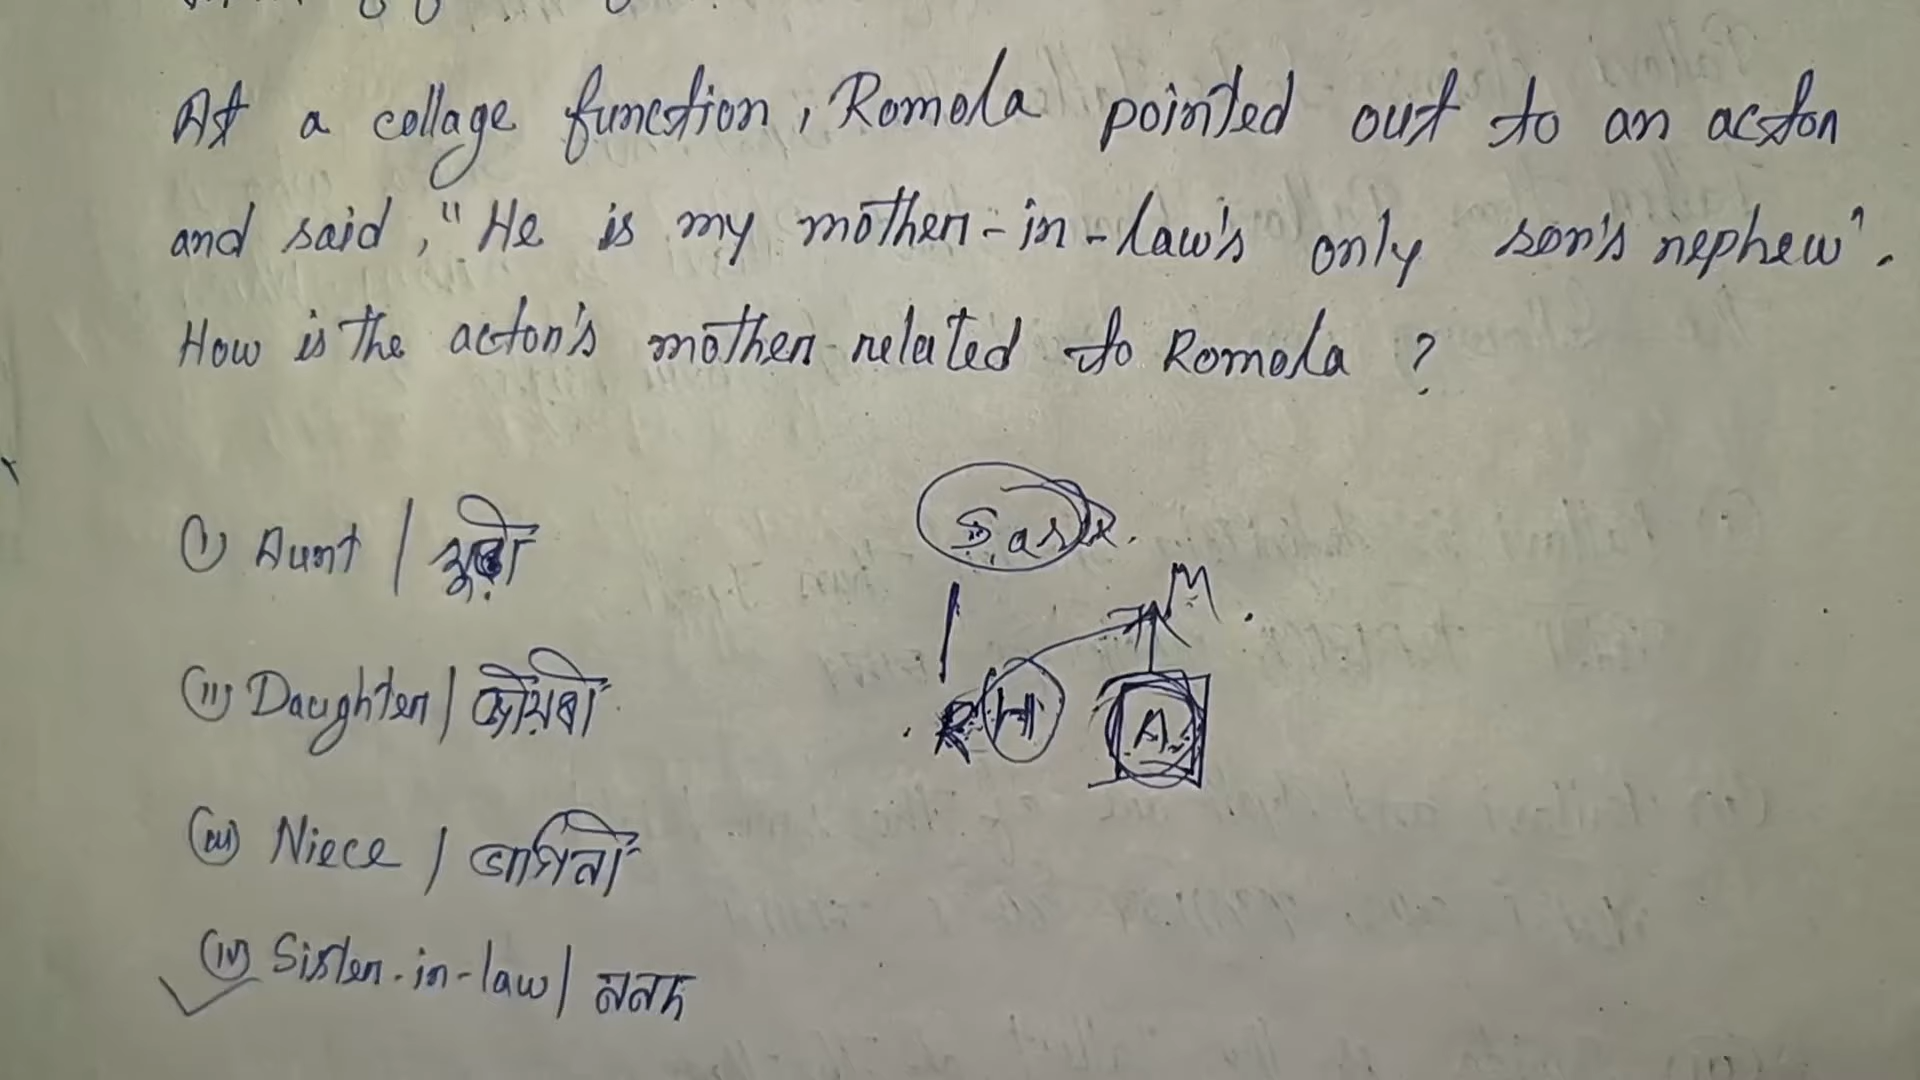 At a collage function, Romola pointed out to an actor
and said, "He is my mother-in-law's only son's nephew".
How is the actor's mother related to Romola ?
(i) Aunt /
(ii) Daughter /
(iii) Niece / ভাগিনী
(iv) Sister-in-law / ননদ
M
R H A